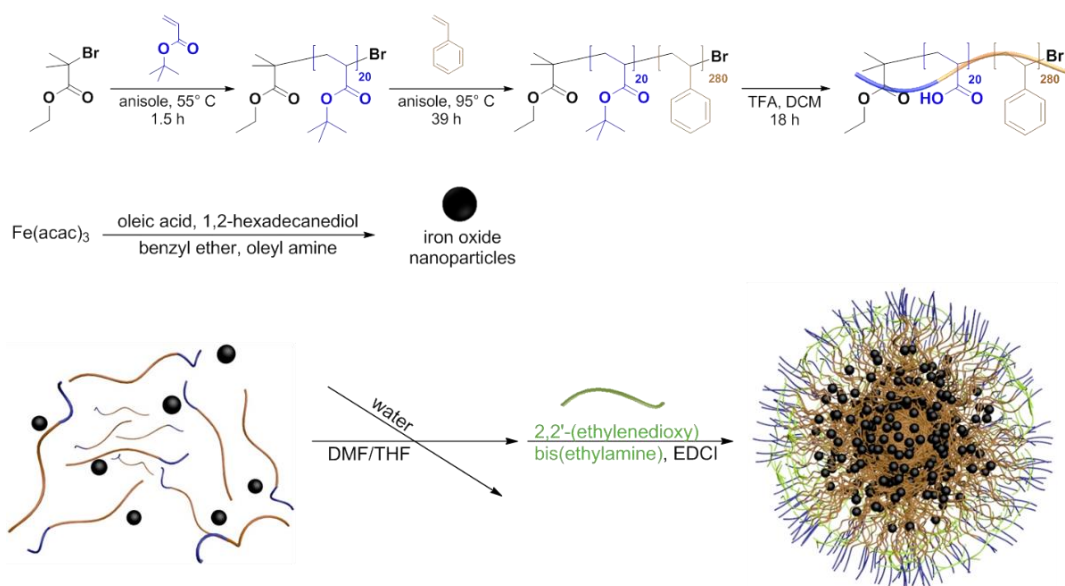 Br
O
O
O
O
anisole, 55° C
1.5 h
Br
20
O
O
O
O
anisole, 95° C
39 h
Br
20
280
O
O
O
O
TFA, DCM
18 h
Br
20
280
O
O
HO
O
Fe(acac)3
oleic acid, 1,2-hexadecanediol
benzyl ether, oleyl amine
iron oxide
nanoparticles
water
DMF/THF
2,2'-(ethylenedioxy)
bis(ethylamine), EDCI